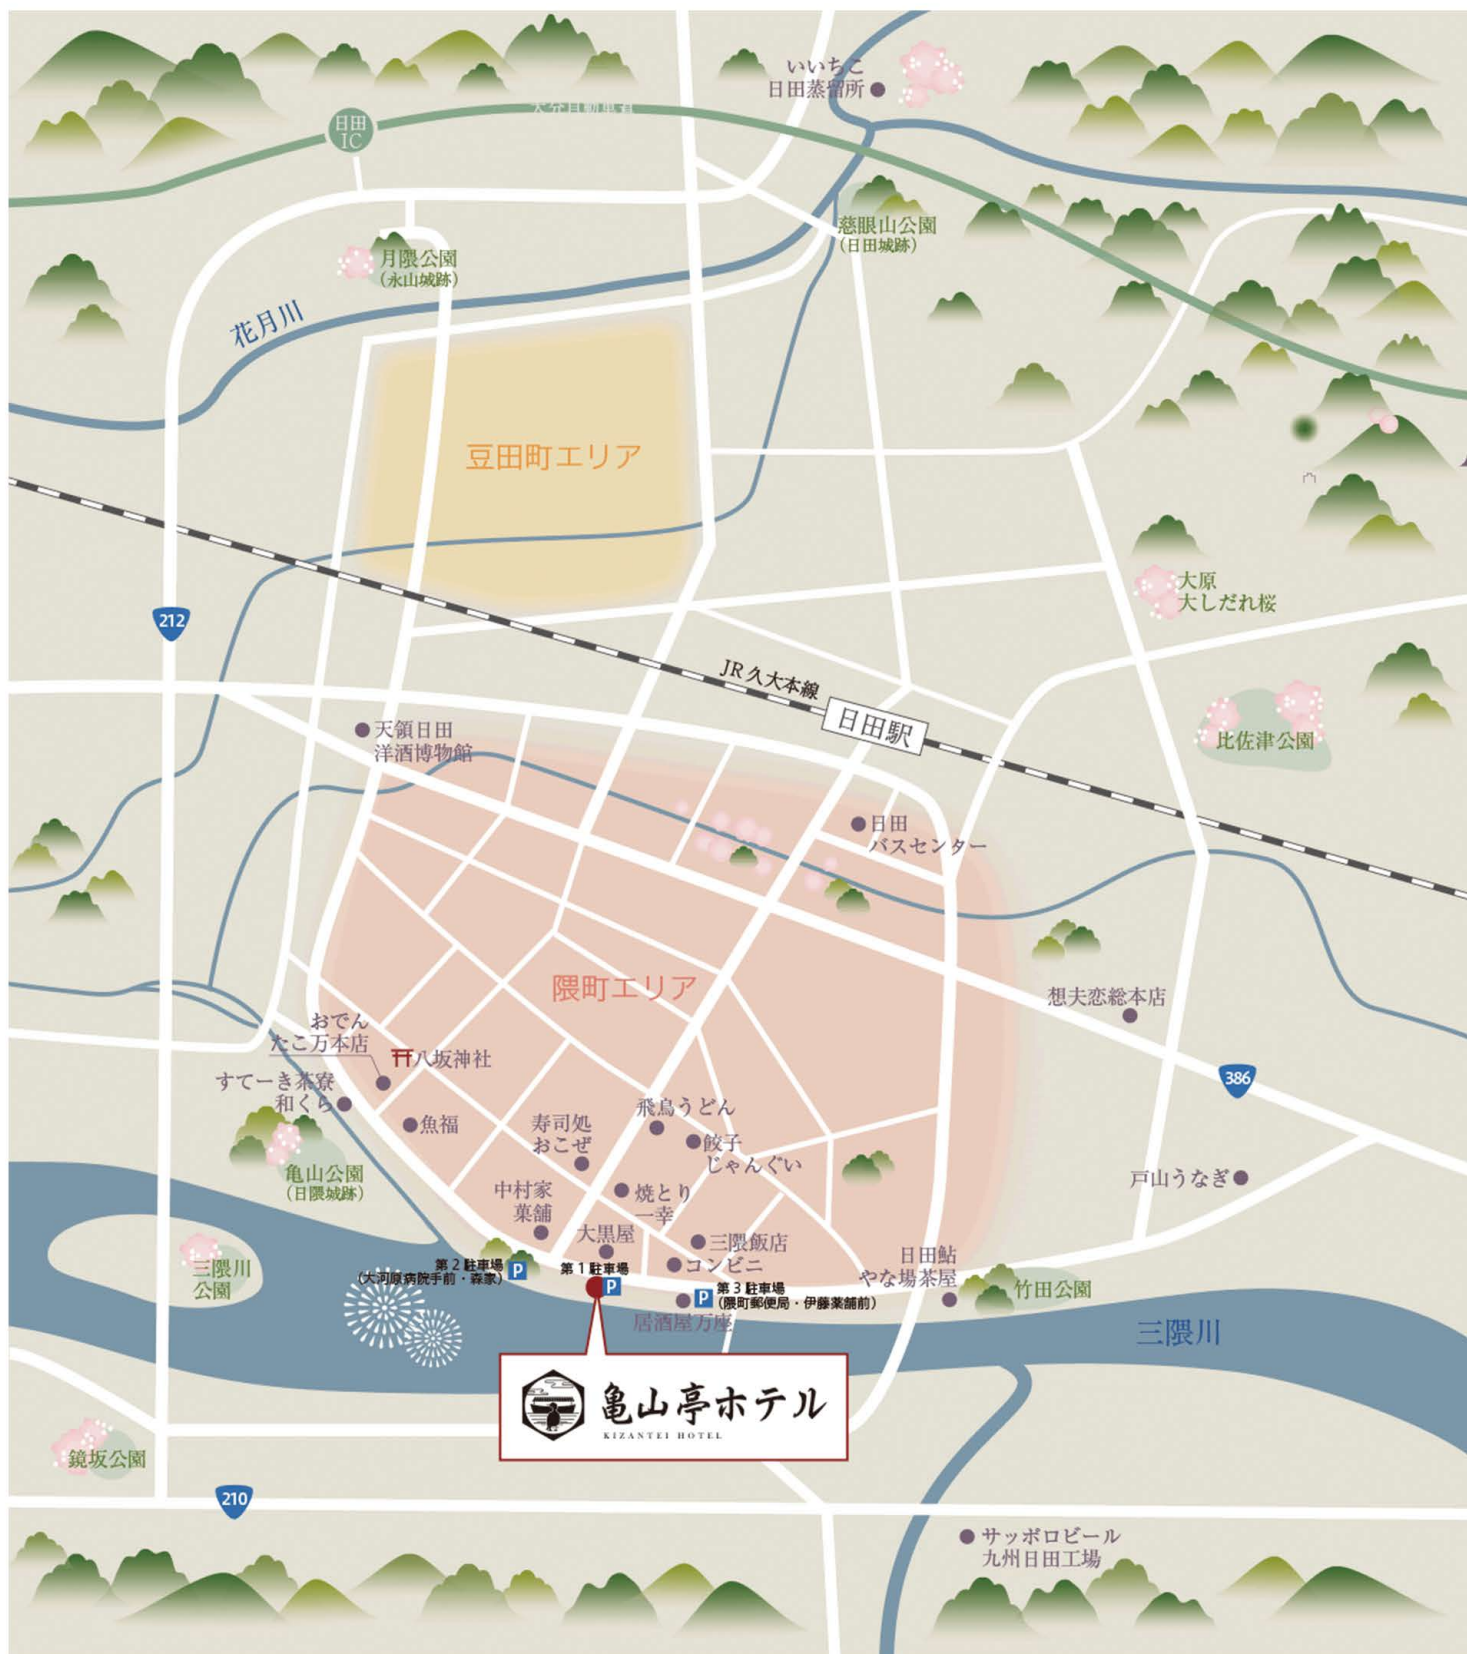 いいちこ
日田蒸留所
大分自動車道
日田
IC
慈眼山公園
(日田城跡)
月隈公園
(永山城跡)
花月川
豆田町エリア
212
大原
大しだれ桜
JR久大本線
日田駅
比佐津公園
天領日田
洋酒博物館
日田
バスセンター
隈町エリア
想夫恋総本店
おでん
たこ万本店
八坂神社
すてーき茶寮
和くら
386
魚福
飛鳥うどん
寿司処
おこぜ
餃子
じゃんぐい
亀山公園
(日隈城跡)
戸山うなぎ
中村家
菓舗
焼とり
一幸
大黒屋
三隈飯店
コンビニ
日田鮎
やな場茶屋
三隈川
公園
第2駐車場
(大河原病院手前・森家)
P
第1駐車場
P
P
第3駐車場
(隈町郵便局・伊藤薬舗前)
竹田公園
居酒屋万座
三隈川
亀山亭ホテル
KIZANTEI HOTEL
鏡坂公園
210
サッポロビール
九州日田工場